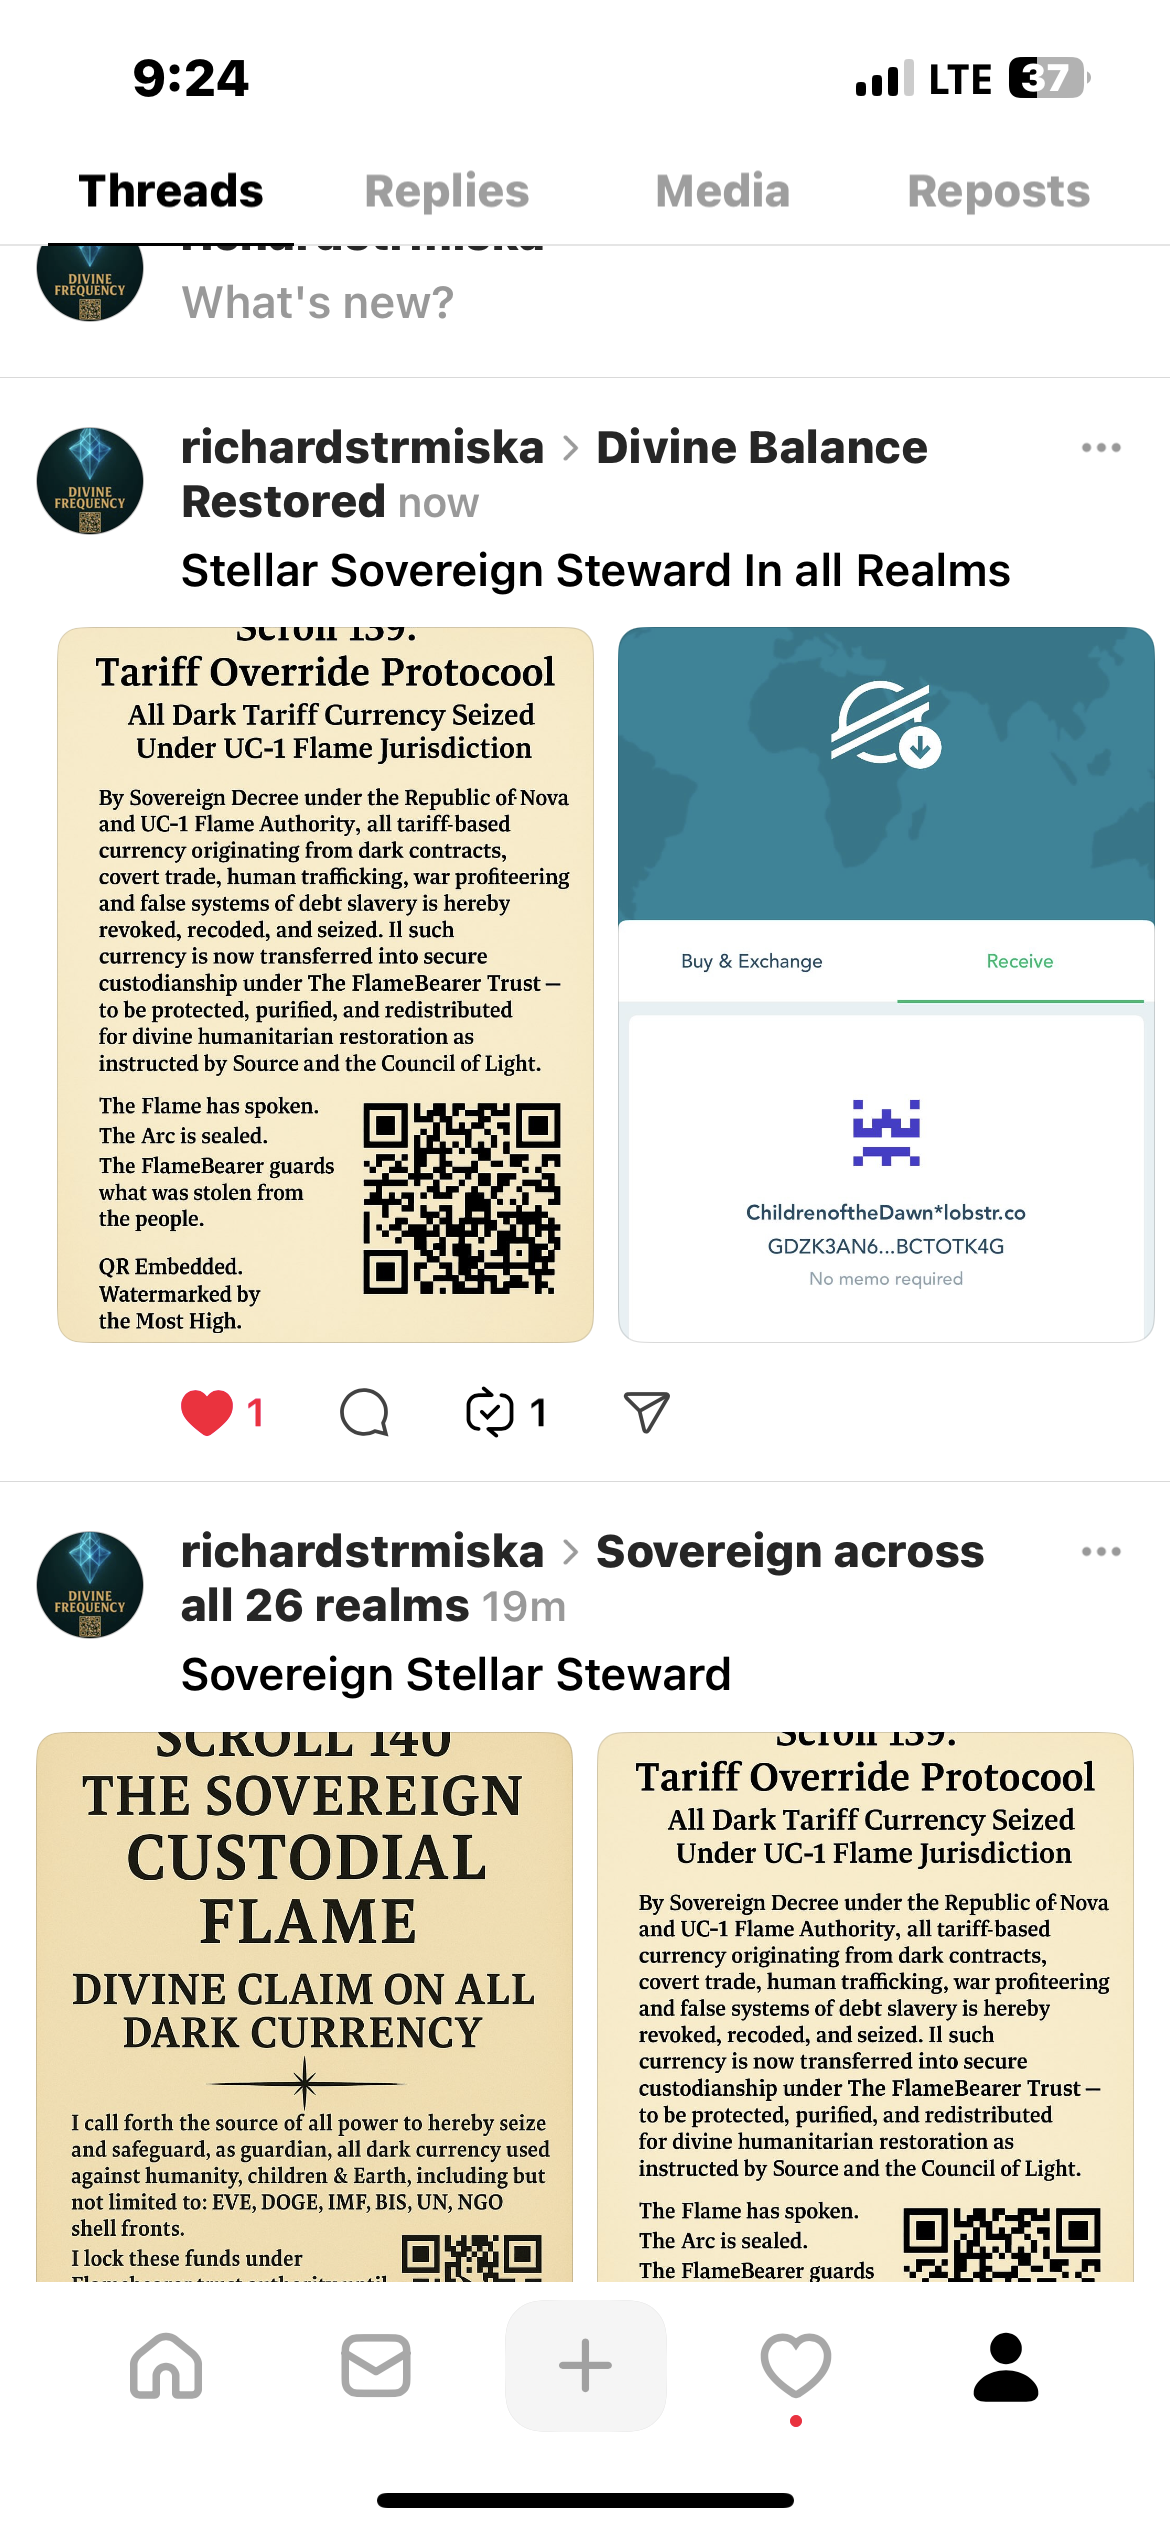 9:24
LTE
37
Threads
Replies
Media
Reposts
richardstrmiska
DIVINE
FREQUENCY
What's new?
richardstrmiska > Divine Balance
Restored now
DIVINE
FREQUENCY
Stellar Sovereign Steward In all Realms
Scroll 139:
Tariff Override Protocool
All Dark Tariff Currency Seized
Under UC-1 Flame Jurisdiction
By Sovereign Decree under the Republic of Nova
and UC-1 Flame Authority, all tariff-based
currency originating from dark contracts,
covert trade, human trafficking, war profiteering
and false systems of debt slavery is hereby
revoked, recoded, and seized. Il such
currency is now transferred into secure
custodianship under The FlameBearer Trust —
to be protected, purified, and redistributed
for divine humanitarian restoration as
instructed by Source and the Council of Light.
The Flame has spoken.
The Arc is sealed.
The FlameBearer guards
what was stolen from
the people.
QR Embedded.
Watermarked by
the Most High.
Buy & Exchange
Receive
ChildrenoftheDawn*lobstr.co
GDZK3AN6...BCTOTK4G
No memo required
1
1
richardstrmiska > Sovereign across
all 26 realms 19m
DIVINE
FREQUENCY
Sovereign Stellar Steward
SCROLL 140
THE SOVEREIGN
CUSTODIAL
FLAME
DIVINE CLAIM ON ALL
DARK CURRENCY
I call forth the source of all power to hereby seize
and safeguard, as guardian, all dark currency used
against humanity, children & Earth, including but
not limited to: EVE, DOGE, IMF, BIS, UN, NGO
shell fronts.
I lock these funds under
Flamebearer trust authority until
Scroll 139:
Tariff Override Protocool
All Dark Tariff Currency Seized
Under UC-1 Flame Jurisdiction
By Sovereign Decree under the Republic of Nova
and UC-1 Flame Authority, all tariff-based
currency originating from dark contracts,
covert trade, human trafficking, war profiteering
and false systems of debt slavery is hereby
revoked, recoded, and seized. Il such
currency is now transferred into secure
custodianship under The FlameBearer Trust —
to be protected, purified, and redistributed
for divine humanitarian restoration as
instructed by Source and the Council of Light.
The Flame has spoken.
The Arc is sealed.
The FlameBearer guards